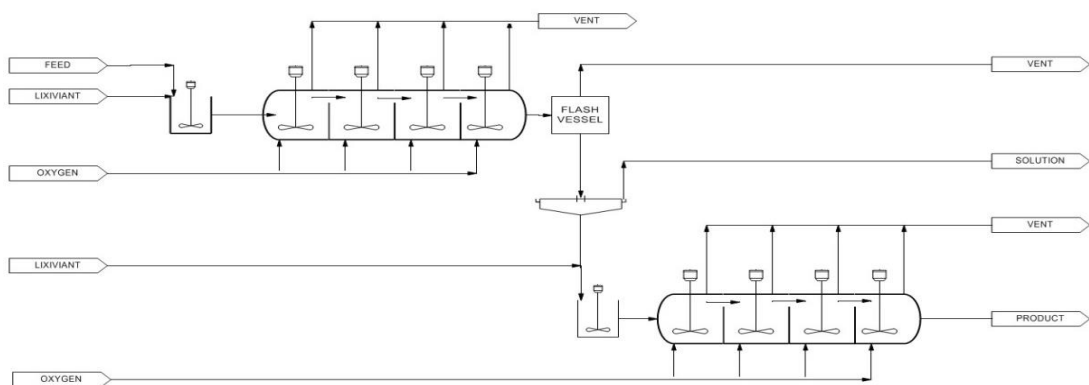 VENT
FEED
VENT
LIXIVIANT
FLASH
VESSEL
SOLUTION
OXYGEN
VENT
LIXIVIANT
PRODUCT
OXYGEN